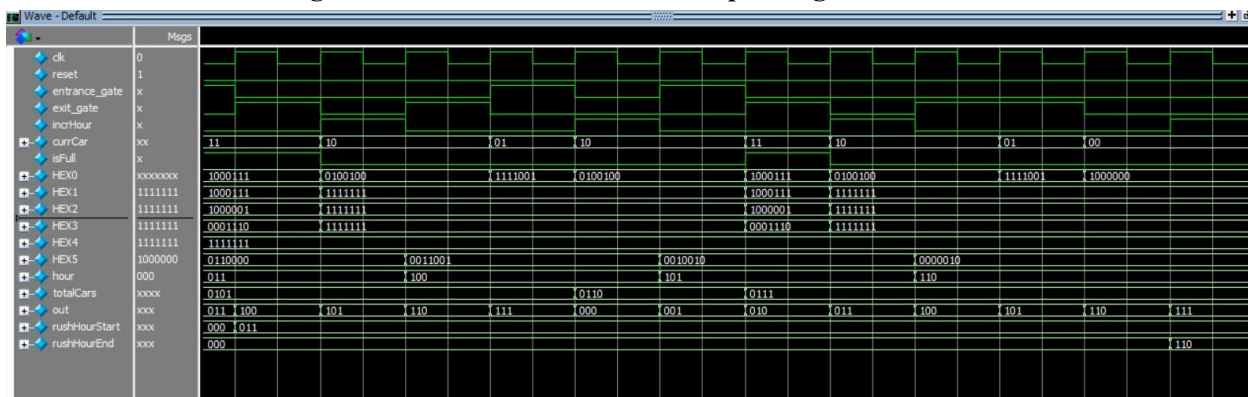 Wave - Default
Msgs
clk 0
reset 1
entrance_gate x
exit_gate x
incrHour x
currCar xx 11 10 01 10 11 10 01 00
isFull x
HEX0 xxxxxxx 1000111 0100100 1111001 0100100 1000111 0100100 1111001 1000000
HEX1 1111111 1000111 1111111 1000111 1111111
HEX2 1111111 1000001 1111111 1000001 1111111
HEX3 1111111 0001110 1111111 0001110 1111111
HEX4 1111111 1111111
HEX5 1000000 0110000 0011001 0010010 0000010
hour 000 011 100 101 110
totalCars xxxx 0101 0110 0111
out xxx 011 100 101 110 111 000 001 010 011 100 101 110 111
rushHourStart xxx 000 011
rushHourEnd xxx 000 110